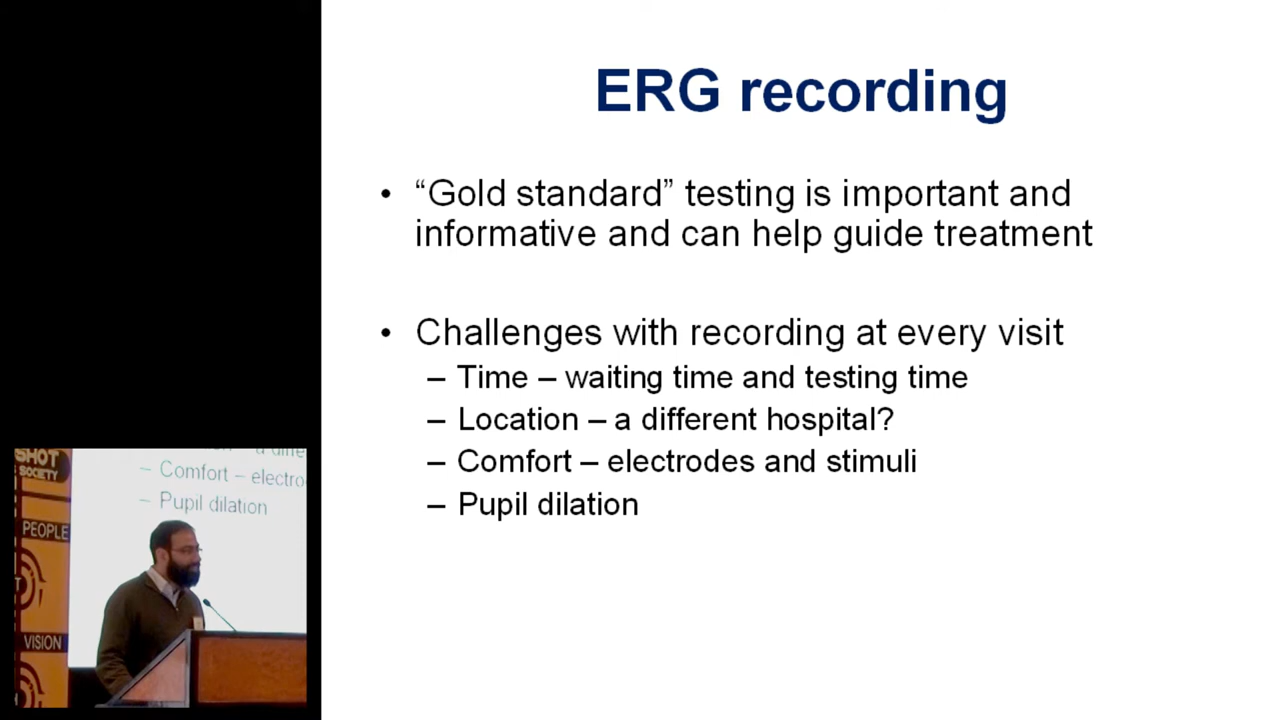 ERG recording
• “Gold standard” testing is important and
informative and can help guide treatment
• Challenges with recording at every visit
– Time – waiting time and testing time
– Location – a different hospital?
– Comfort – electrodes and stimuli
– Pupil dilation
SHOT
SOCIETY
– Comfort – electro
– Pupil dilation
PEOPLE
VISION